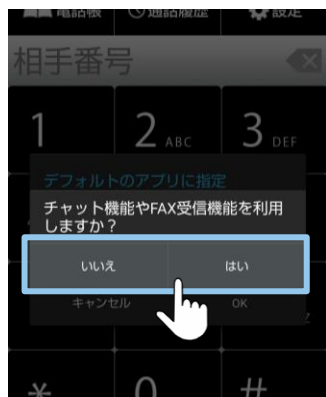 電話帳 通話履歴 設定
相手番号
1 2 ABC 3 DEF
デフォルトのアプリに指定
チャット機能やFAX受信機能を利用
しますか？
いいえ はい
キャンセル OK
Z
* 0 #